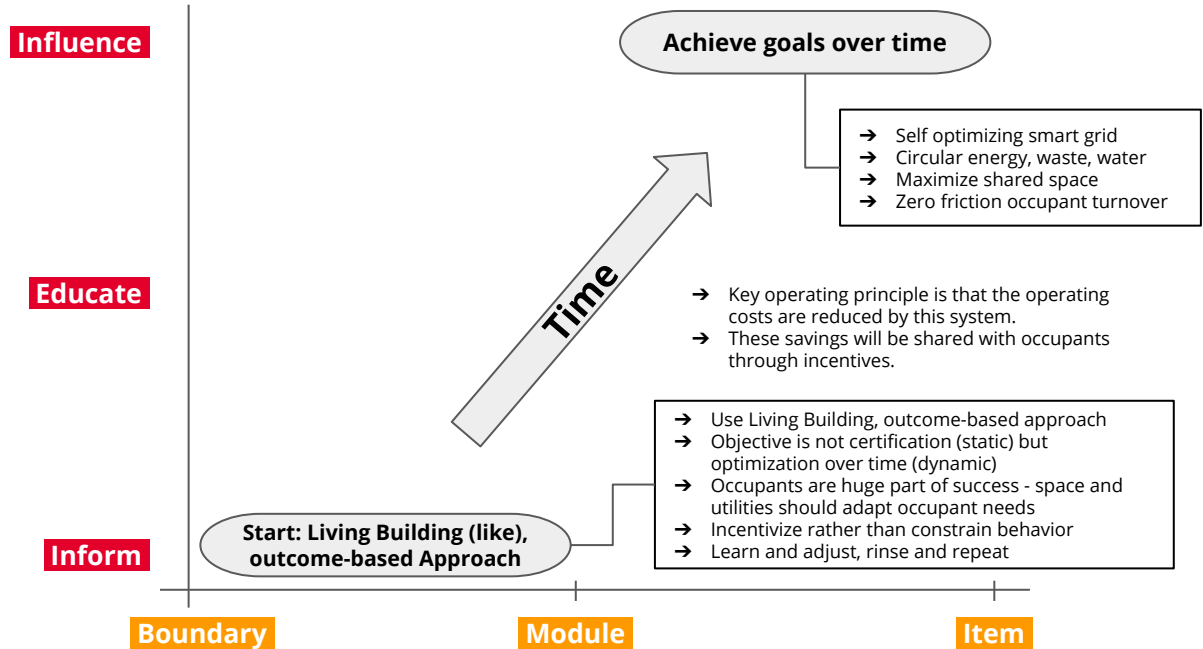 Influence
Achieve goals over time
➔ Self optimizing smart grid
➔ Circular energy, waste, water
➔ Maximize shared space
➔ Zero friction occupant turnover
Time
Educate
➔ Key operating principle is that the operating
costs are reduced by this system.
➔ These savings will be shared with occupants
through incentives.
➔ Use Living Building, outcome-based approach
➔ Objective is not certification (static) but
optimization over time (dynamic)
➔ Occupants are huge part of success - space and
utilities should adapt occupant needs
➔ Incentivize rather than constrain behavior
➔ Learn and adjust, rinse and repeat
Inform
Start: Living Building (like),
outcome-based Approach
Boundary
Module
Item